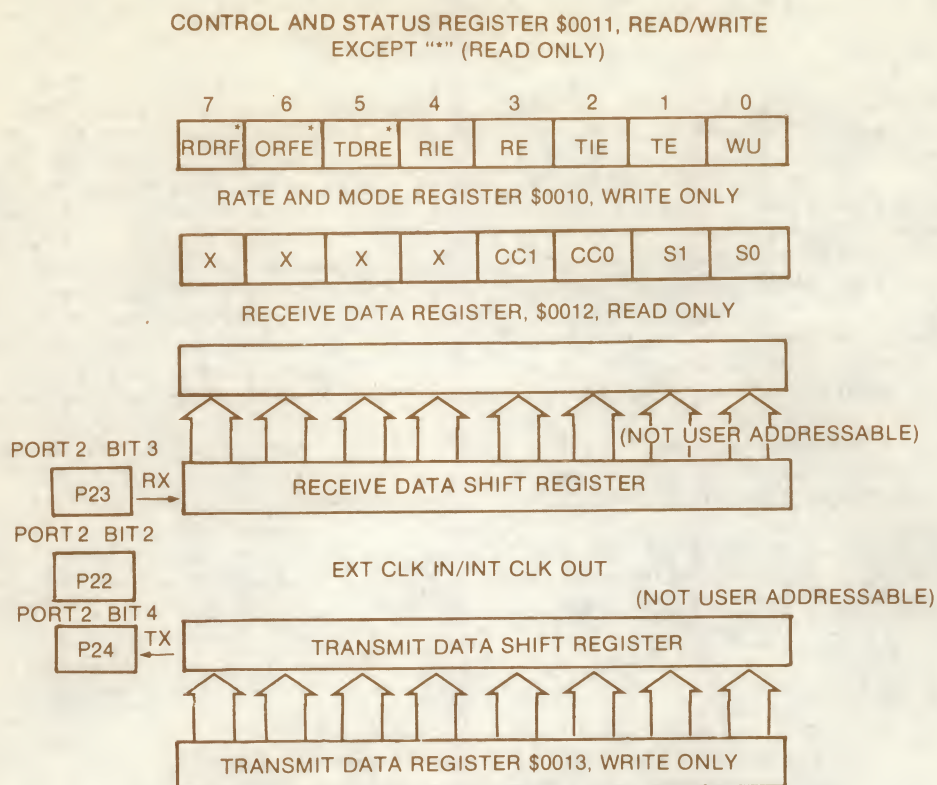 CONTROL AND STATUS REGISTER $0011, READ/WRITE
EXCEPT "*" (READ ONLY)
7 6 5 4 3 2 1 0
RDRF* ORFE* TDRE* RIE RE TIE TE WU
RATE AND MODE REGISTER $0010, WRITE ONLY
X X X X CC1 CC0 S1 S0
RECEIVE DATA REGISTER, $0012, READ ONLY
(NOT USER ADDRESSABLE)
PORT 2 BIT 3
P23 RX RECEIVE DATA SHIFT REGISTER
PORT 2 BIT 2
P22 EXT CLK IN/INT CLK OUT
(NOT USER ADDRESSABLE)
PORT 2 BIT 4
P24 TX TRANSMIT DATA SHIFT REGISTER
TRANSMIT DATA REGISTER $0013, WRITE ONLY